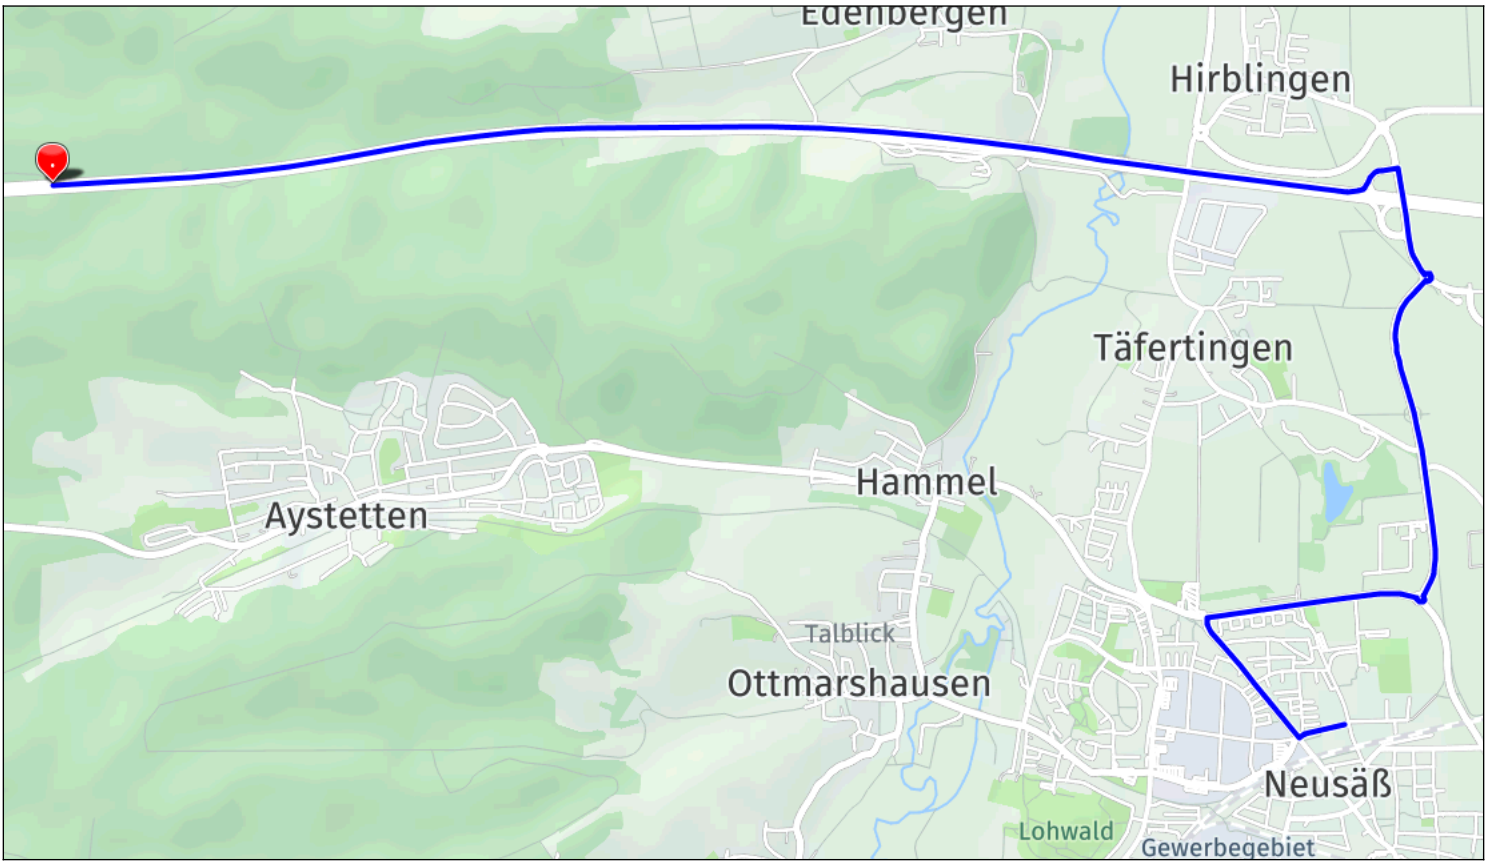 Edenbergen
Hirblingen
Täfertingen
Hammel
Aystetten
Talblick
Ottmarshausen
Neusäß
Lohwald
Gewerbegebiet